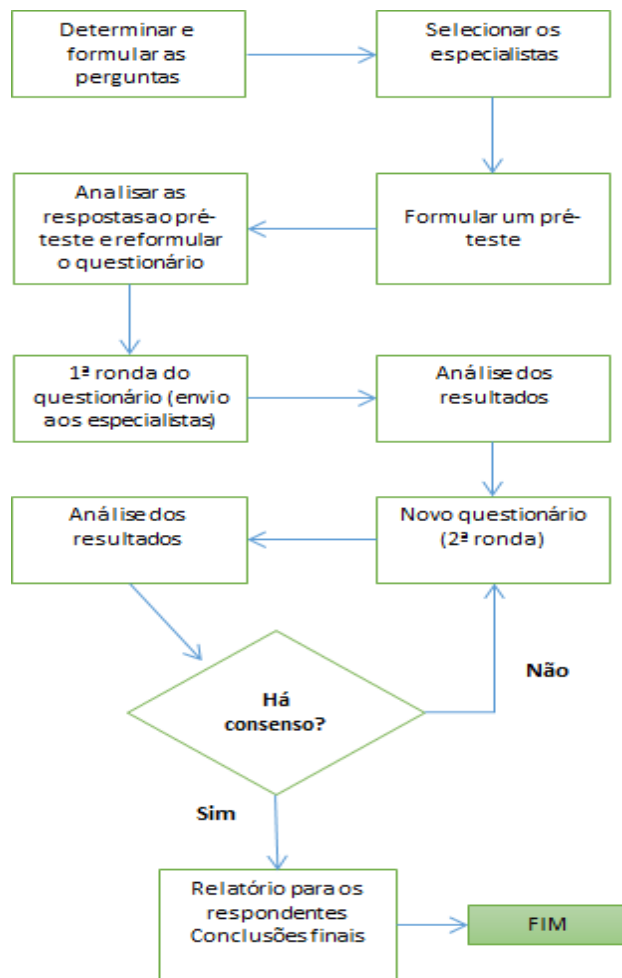 Determinar e
formular as
perguntas
Selecionar os
especialistas
Analisar as
respostas ao pré-
teste e reformular
o questionário
Formular um pré-
teste
1ª ronda do
questionário (envio
aos especialistas)
Análise dos
resultados
Análise dos
resultados
Novo questionário
(2ª ronda)
Não
Há
consenso?
Sim
Relatório para os
respondentes
Conclusões finais
FIM